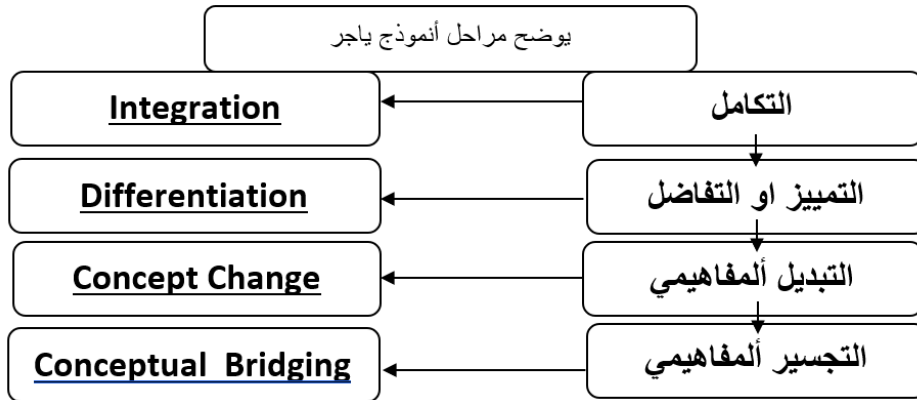 يوضح مراحل أنموذج ياجر
التكامل
Integration
التمييز او التفاضل
Differentiation
التبديل ألمفاهيمي
Concept Change
التجسير ألمفاهيمي
Conceptual Bridging